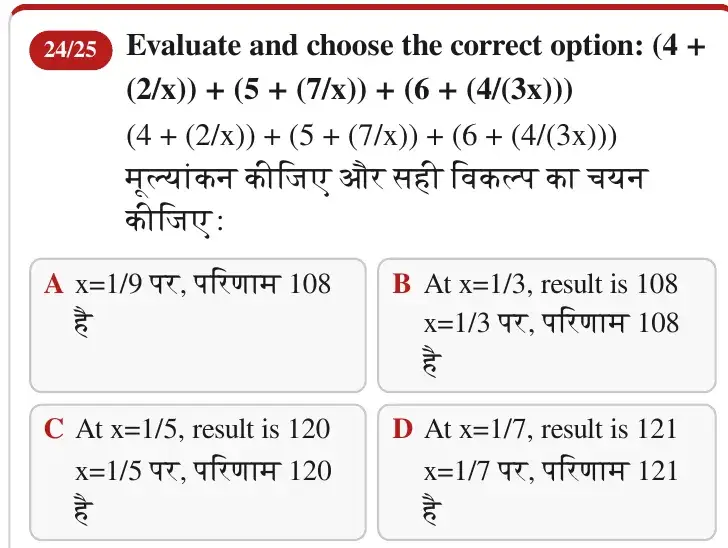 24/25 Evaluate and choose the correct option: (4 +
(2/x)) + (5 + (7/x)) + (6 + (4/(3x)))
(4 + (2/x)) + (5 + (7/x)) + (6 + (4/(3x)))
मूल्यांकन कीजिए और सही विकल्प का चयन
कीजिए:
A x=1/9 पर, परिणाम 108
है
B At x=1/3, result is 108
x=1/3 पर, परिणाम 108
है
C At x=1/5, result is 120
x=1/5 पर, परिणाम 120
है
D At x=1/7, result is 121
x=1/7 पर, परिणाम 121
है